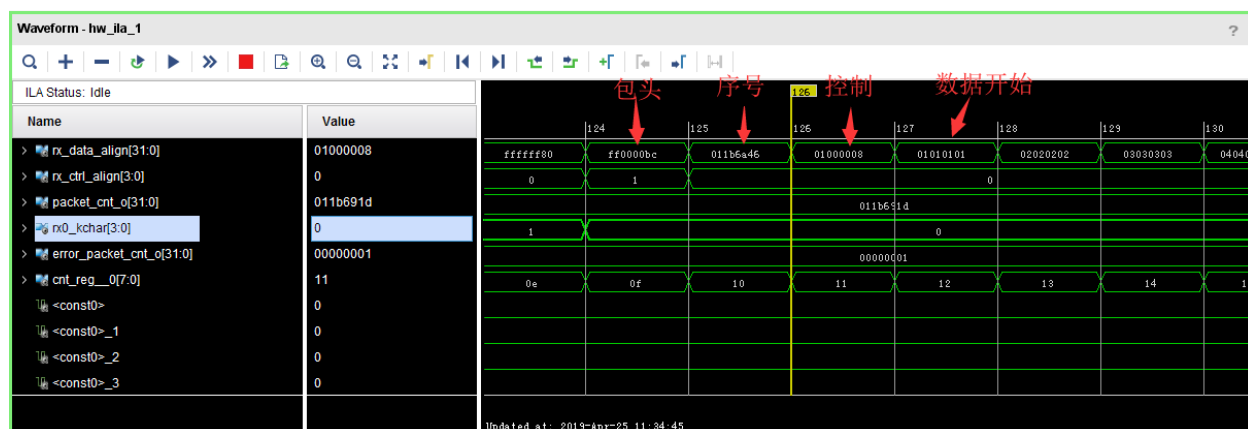 Waveform - hw_ila_1
?
ILA Status: Idle
Name Value
包头 序号 控制 数据开始
126
124 125 126 127 128 129 130
> rx_data_align[31:0] 01000008 ffffff80 ff0000bc 011b6a46 01000008 01010101 02020202 03030303 0404
> rx_ctrl_align[3:0] 0 0 1 0
> packet_cnt_o[31:0] 011b691d 011b691d
> rx0_kchar[3:0] 0 1 0
> error_packet_cnt_o[31:0] 00000001 00000001
> cnt_reg__0[7:0] 11 0e 0f 10 11 12 13 14 1
<const0> 0
<const0>_1 0
<const0>_2 0
<const0>_3 0
Updated at: 2019-Apr-25 11:34:45